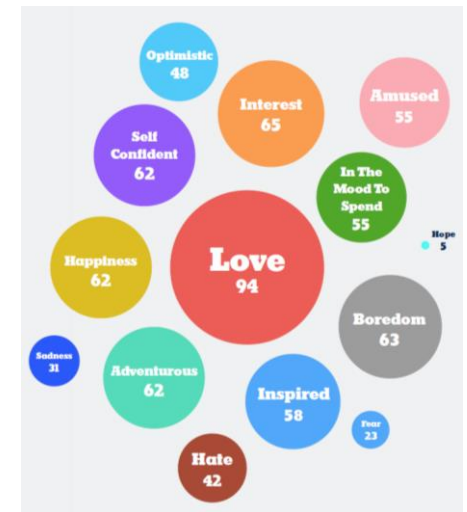 Optimistic
48
Interest
65
Amused
55
Self
Confident
62
In The
Mood To
Spend
55
Hope
5
Happiness
62
Love
94
Boredom
63
Sadness
31
Adventurous
62
Inspired
58
Fear
23
Hate
42